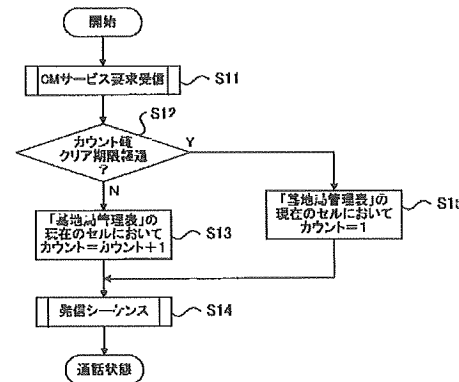 開始
CMサービス要求受信
S11
S12
カウント値
クリア期限経過
?
Y
N
「基地局管理表」の
現在のセルにおいて
カウント=カウント+1
S13
「基地局管理表」の
現在のセルにおいて
カウント=1
発信シーケンス
S14
通話状態